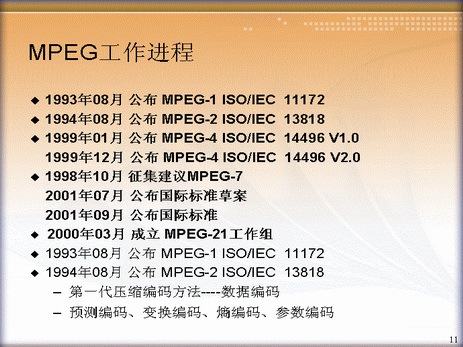 MPEG工作进程
◆ 1993年08月 公布 MPEG-1 ISO/IEC 11172
◆ 1994年08月 公布 MPEG-2 ISO/IEC 13818
◆ 1999年01月 公布 MPEG-4 ISO/IEC 14496 V1.0
1999年12月 公布 MPEG-4 ISO/IEC 14496 V2.0
◆ 1998年10月 征集建议MPEG-7
2001年07月 公布国际标准草案
2001年09月 公布国际标准
◆ 2000年03月 成立 MPEG-21工作组
◆ 1993年08月 公布 MPEG-1 ISO/IEC 11172
◆ 1994年08月 公布 MPEG-2 ISO/IEC 13818
– 第一代压缩编码方法----数据编码
– 预测编码、变换编码、熵编码、参数编码
11